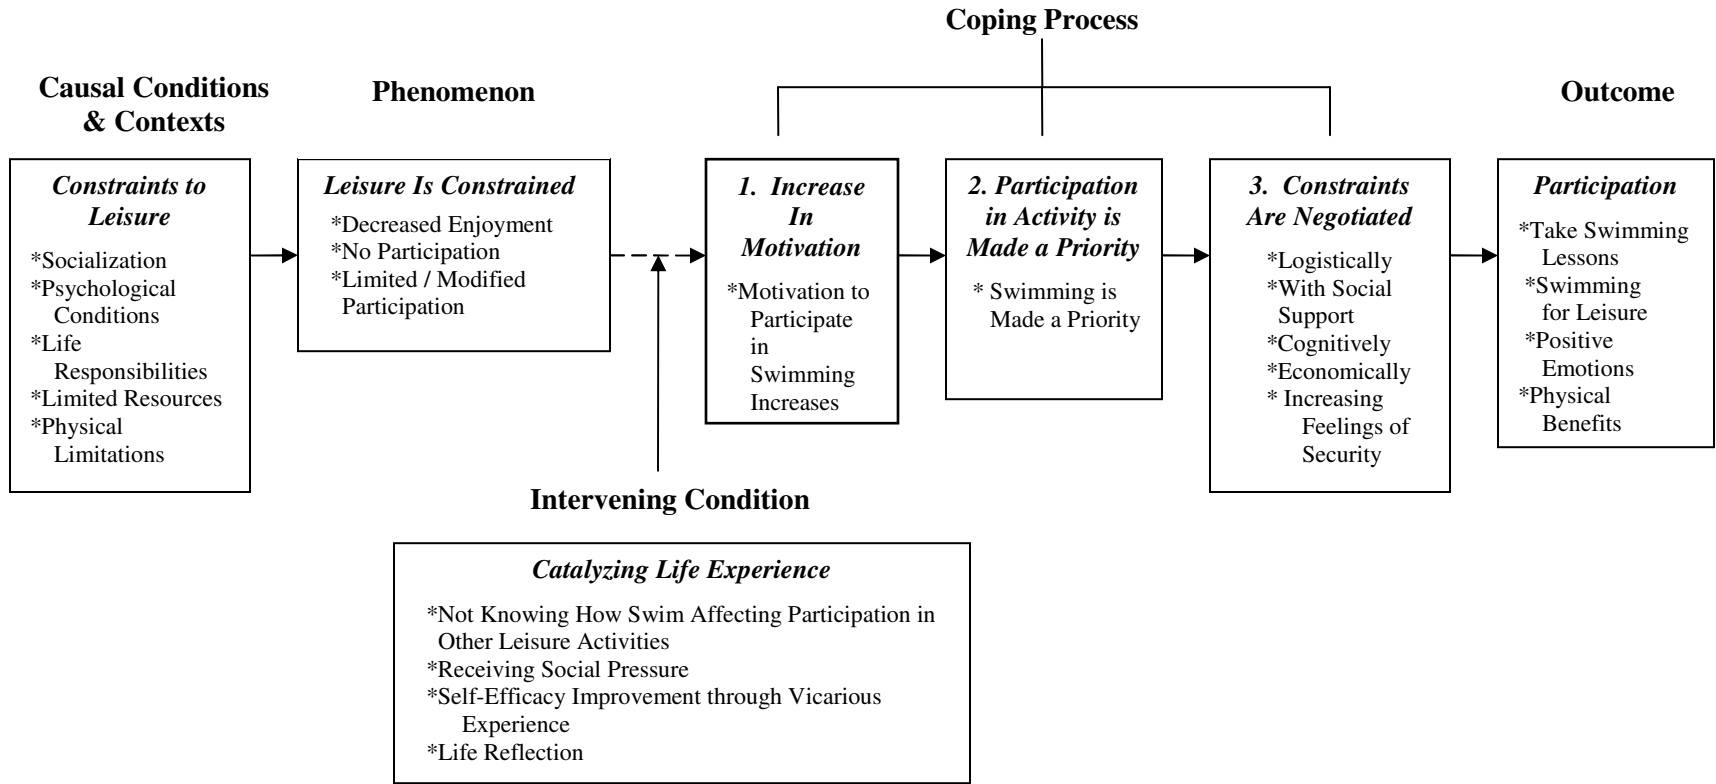 Coping Process
Causal Conditions
& Contexts
Phenomenon
Outcome
Constraints to
Leisure
*Socialization
*Psychological
Conditions
*Life
Responsibilities
*Limited Resources
*Physical
Limitations
Leisure Is Constrained
*Decreased Enjoyment
*No Participation
*Limited / Modified
Participation
1. Increase
In
Motivation
*Motivation to
Participate
in
Swimming
Increases
2. Participation
in Activity is
Made a Priority
* Swimming is
Made a Priority
3. Constraints
Are Negotiated
*Logistically
*With Social
Support
*Cognitively
*Economically
* Increasing
Feelings of
Security
Participation
*Take Swimming
Lessons
*Swimming
for Leisure
*Positive
Emotions
*Physical
Benefits
Intervening Condition
Catalyzing Life Experience
*Not Knowing How Swim Affecting Participation in
Other Leisure Activities
*Receiving Social Pressure
*Self-Efficacy Improvement through Vicarious
Experience
*Life Reflection